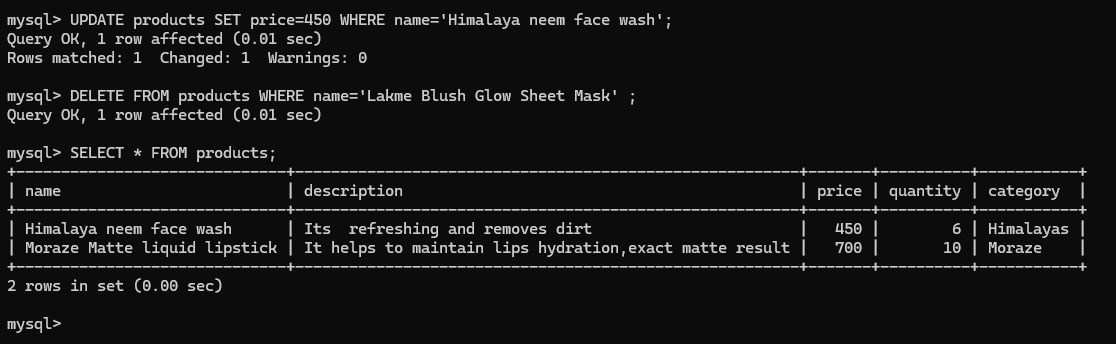 mysql> UPDATE products SET price=450 WHERE name='Himalaya neem face wash';
Query OK, 1 row affected (0.01 sec)
Rows matched: 1  Changed: 1  Warnings: 0
mysql> DELETE FROM products WHERE name='Lakme Blush Glow Sheet Mask' ;
Query OK, 1 row affected (0.01 sec)
mysql> SELECT * FROM products;
+------------------------------+--------------------------------------------------------+-------+----------+-----------+
| name                         | description                                            | price | quantity | category  |
+------------------------------+--------------------------------------------------------+-------+----------+-----------+
| Himalaya neem face wash      | Its  refreshing and removes dirt                       |   450 |        6 | Himalayas |
| Moraze Matte liquid lipstick | It helps to maintain lips hydration,exact matte result |   700 |       10 | Moraze    |
+------------------------------+--------------------------------------------------------+-------+----------+-----------+
2 rows in set (0.00 sec)
mysql>